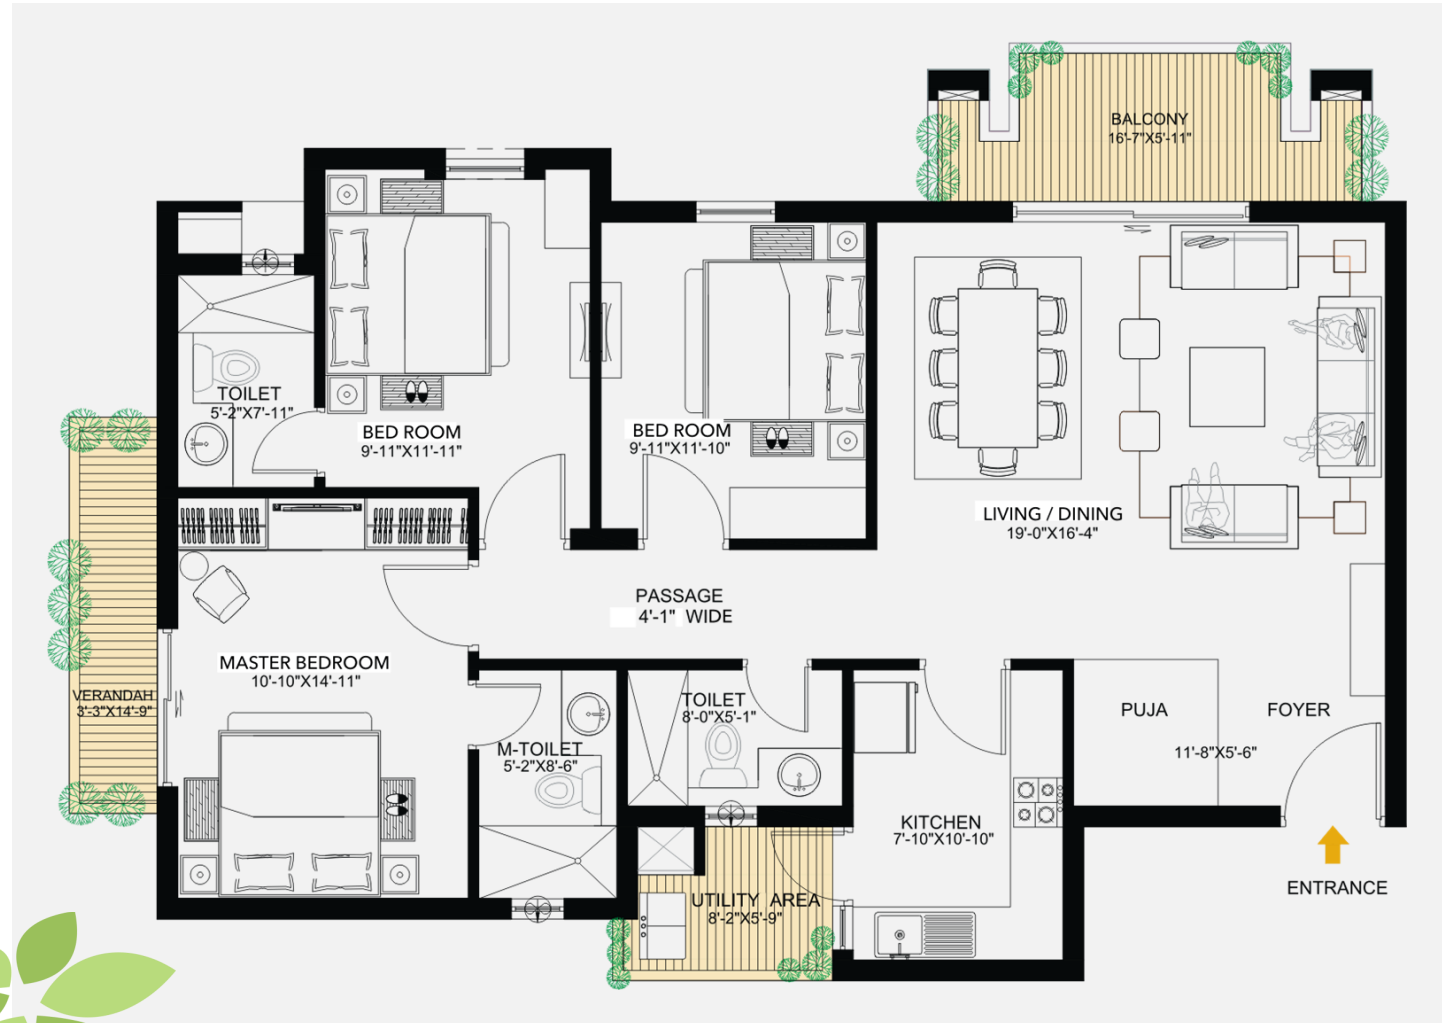 BALCONY
16'-7"X5'-11"
TOILET
5'-2"X7'-11"
BED ROOM
9'-11"X11'-11"
BED ROOM
9'-11"X11'-10"
LIVING / DINING
19'-0"X16'-4"
PASSAGE
4'-1" WIDE
MASTER BEDROOM
10'-10"X14'-11"
VERANDAH
3'-3"X14'-9"
M-TOILET
5'-2"X8'-6"
TOILET
8'-0"X5'-1"
PUJA
FOYER
11'-8"X5'-6"
KITCHEN
7'-10"X10'-10"
UTILITY AREA
8'-2"X5'-9"
ENTRANCE